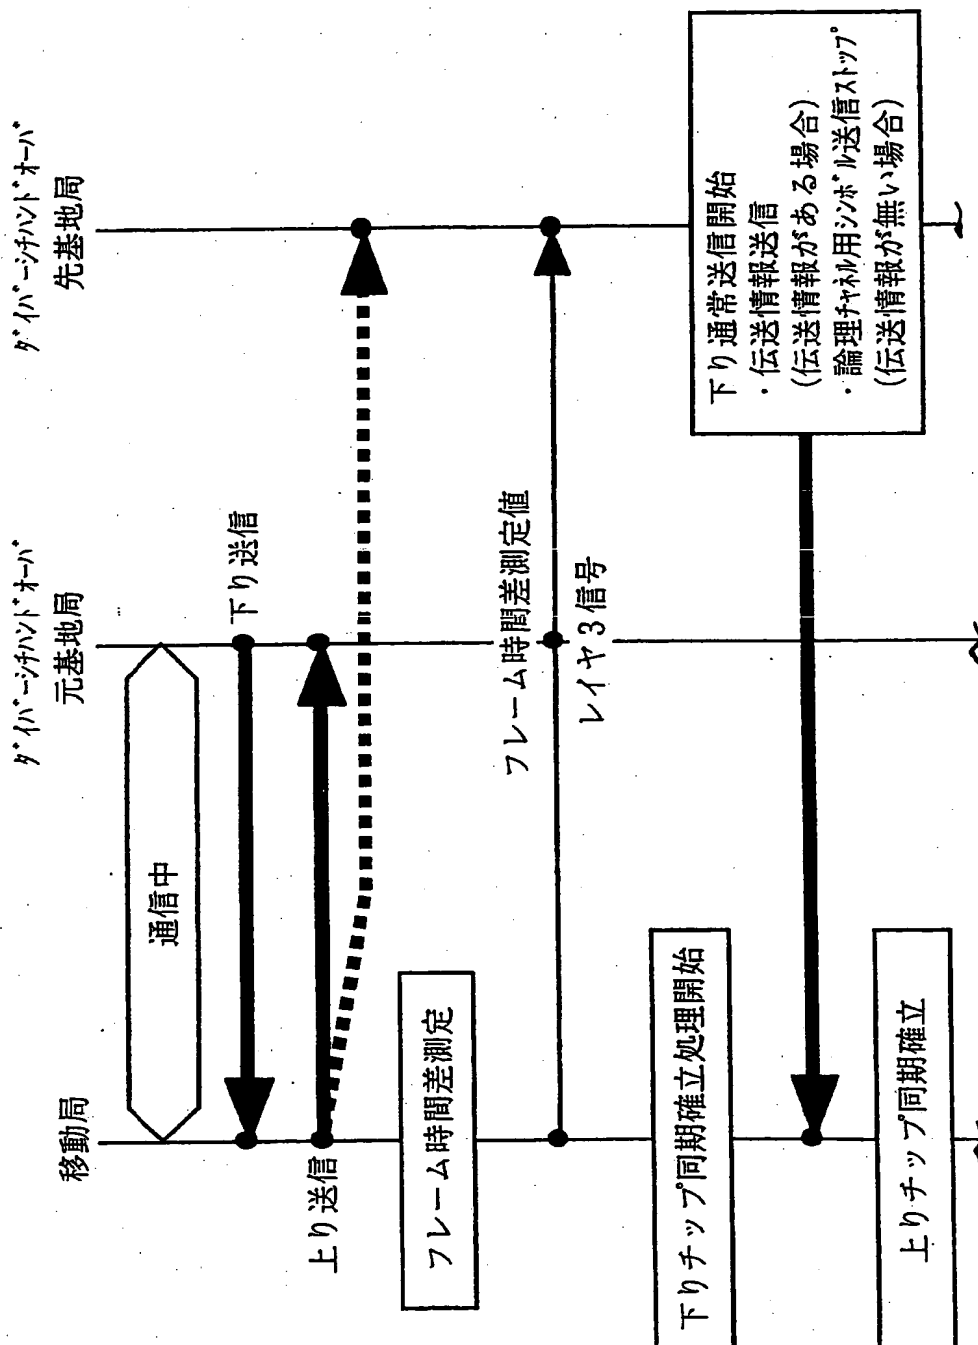 移動局
ダイバーシチハンドオーバ
元基地局
ダイバーシチハンドオーバ
先基地局
通信中
下り送信
上り送信
フレーム時間差測定
フレーム時間差測定値
レイヤ3信号
下りチップ同期確立処理開始
下り通常送信開始
・伝送情報送信
(伝送情報がある場合)
・論理チャネル用シンボル送信ストップ
(伝送情報が無い場合)
上りチップ同期確立